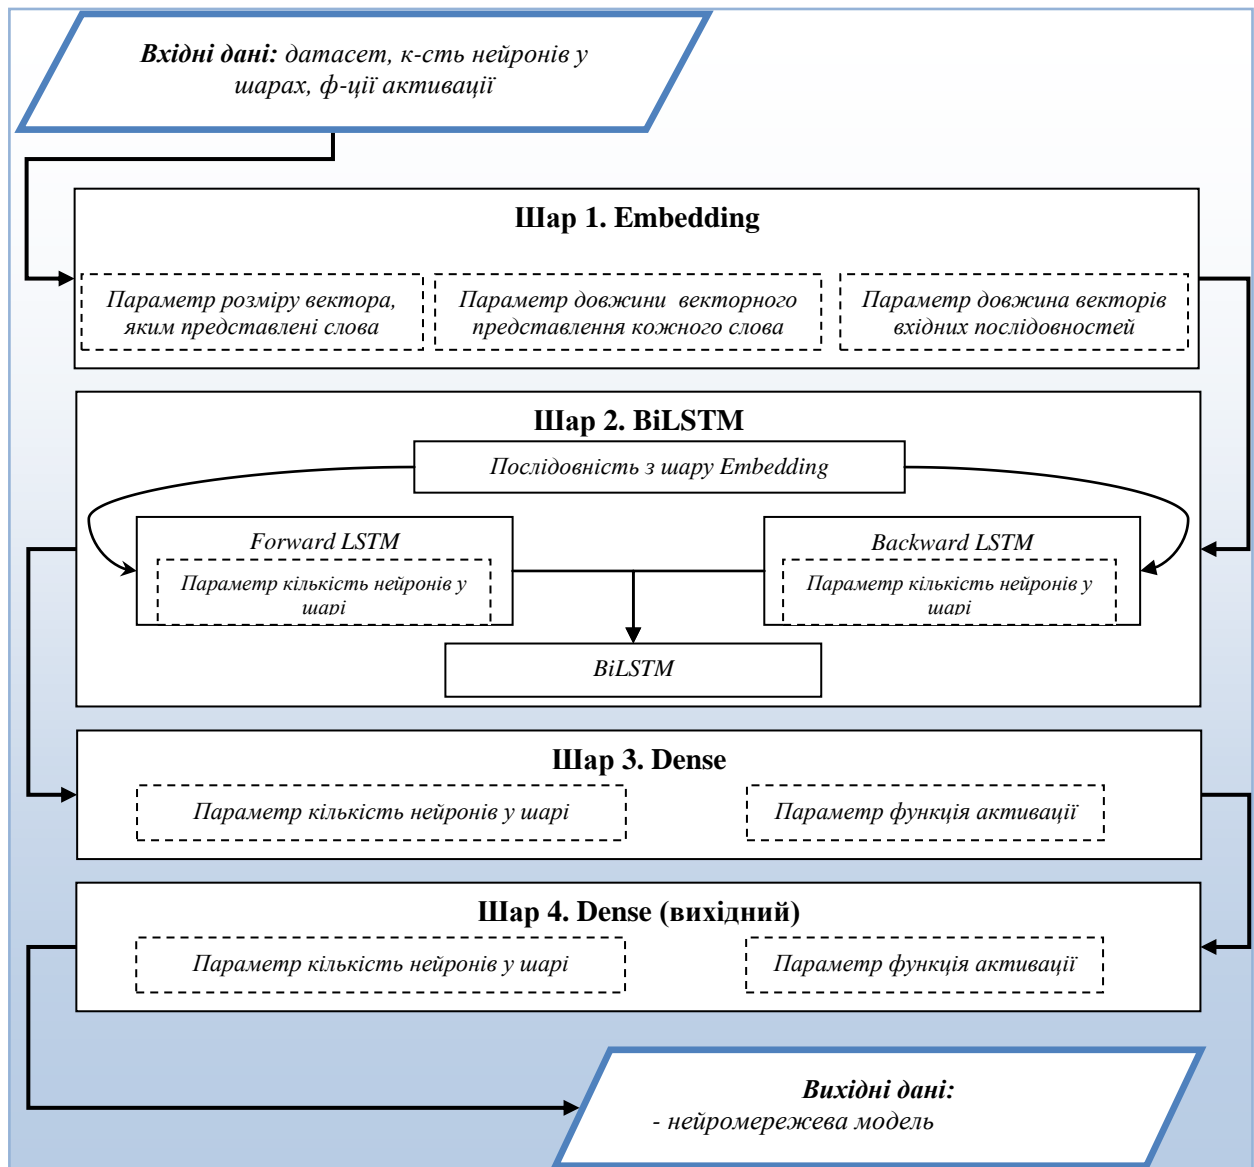 Вхідні дані: датасет, к-сть нейронів у
шарах, ф-ції активації
Шар 1. Embedding
Параметр розміру вектора,
яким представлені слова
Параметр довжини векторного
представлення кожного слова
Параметр довжина векторів
вхідних послідовностей
Шар 2. BiLSTM
Послідовність з шару Embedding
Forward LSTM
Параметр кількість нейронів у
шарі
Backward LSTM
Параметр кількість нейронів у
шарі
BiLSTM
Шар 3. Dense
Параметр кількість нейронів у шарі
Параметр функція активації
Шар 4. Dense (вихідний)
Параметр кількість нейронів у шарі
Параметр функція активації
Вихідні дані:
- нейромережева модель